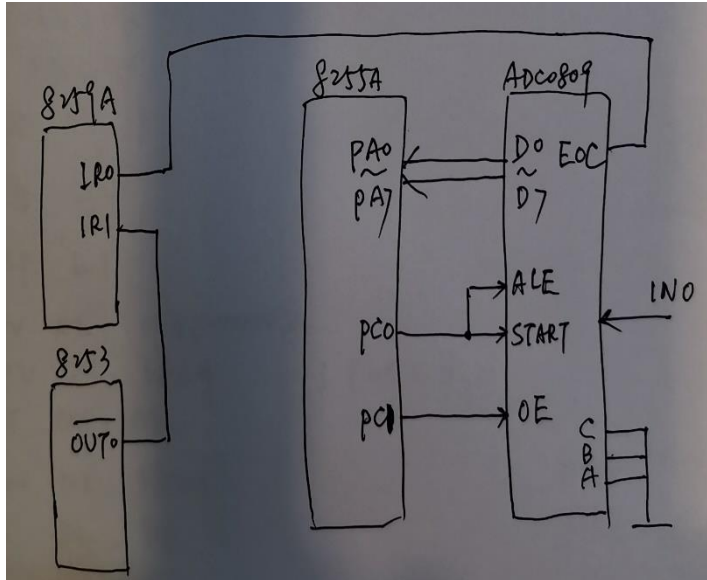 8259A
IR0
IR1
8253
OUT0
8255A
PA0
~
PA7
PC0
PC1
ADC0809
D0
~
D7
EOC
ALE
START
OE
IN0
C
B
A